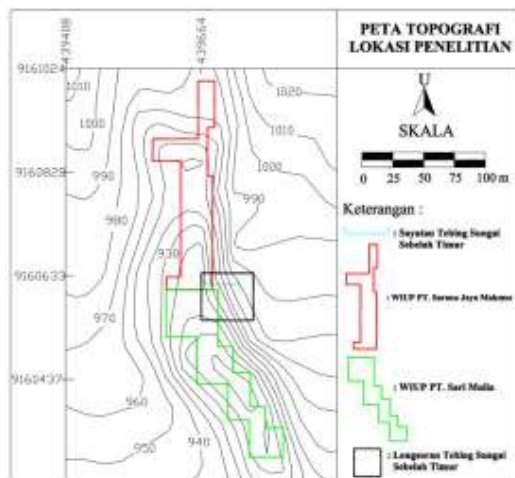 PETA TOPOGRAFI
LOKASI PENELITIAN
U
SKALA
0 25 50 75 100 m
Keterangan :
: Sayatan Tebing Sungai
Sebelah Timur
: WIUP PT. Sarana Jaya Makmur
: WIUP PT. Sari Mulia
: Longsoran Tebing Sungai
Sebelah Timur
439408
439664
9161024
9160829
9160633
9160437
1010
1000
990
980
930
970
960
950
940
1020
1010
1000
990